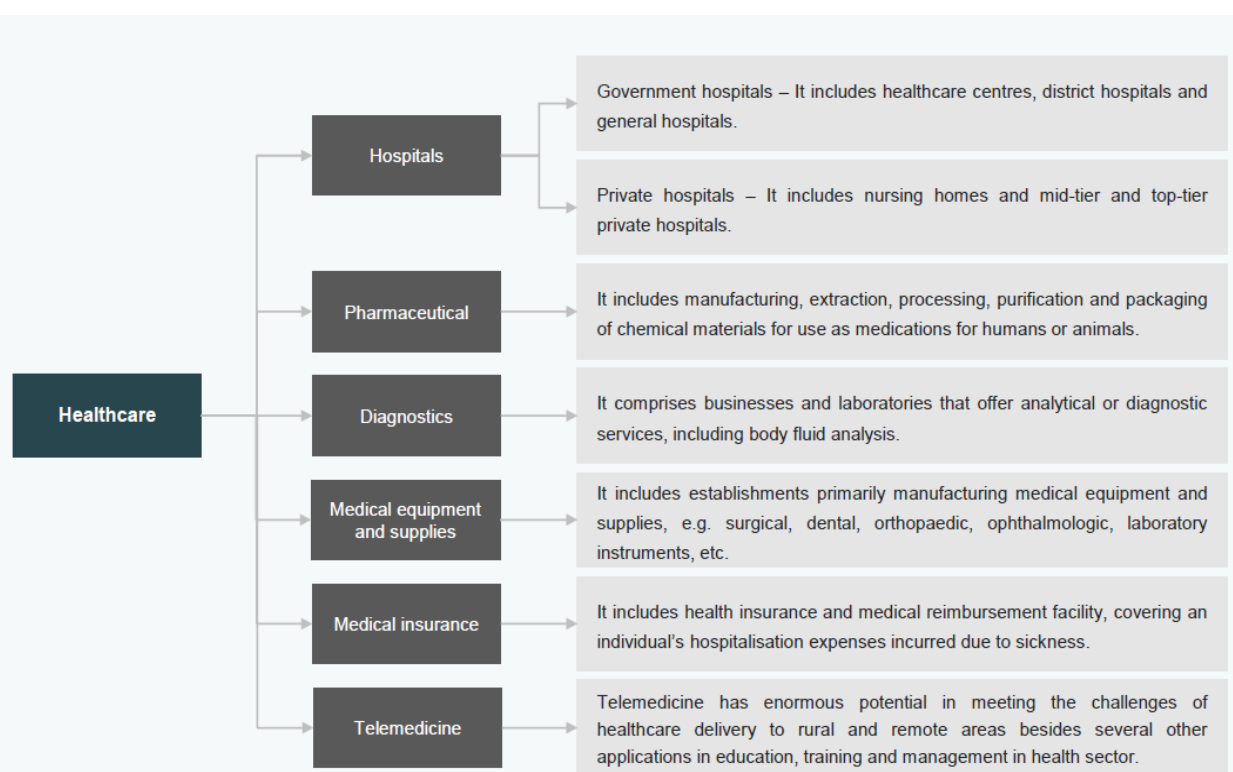 Healthcare
Hospitals
Government hospitals – It includes healthcare centres, district hospitals and
general hospitals.
Private hospitals – It includes nursing homes and mid-tier and top-tier
private hospitals.
Pharmaceutical
It includes manufacturing, extraction, processing, purification and packaging
of chemical materials for use as medications for humans or animals.
Diagnostics
It comprises businesses and laboratories that offer analytical or diagnostic
services, including body fluid analysis.
Medical equipment
and supplies
It includes establishments primarily manufacturing medical equipment and
supplies, e.g. surgical, dental, orthopaedic, ophthalmologic, laboratory
instruments, etc.
Medical insurance
It includes health insurance and medical reimbursement facility, covering an
individual’s hospitalisation expenses incurred due to sickness.
Telemedicine
Telemedicine has enormous potential in meeting the challenges of
healthcare delivery to rural and remote areas besides several other
applications in education, training and management in health sector.